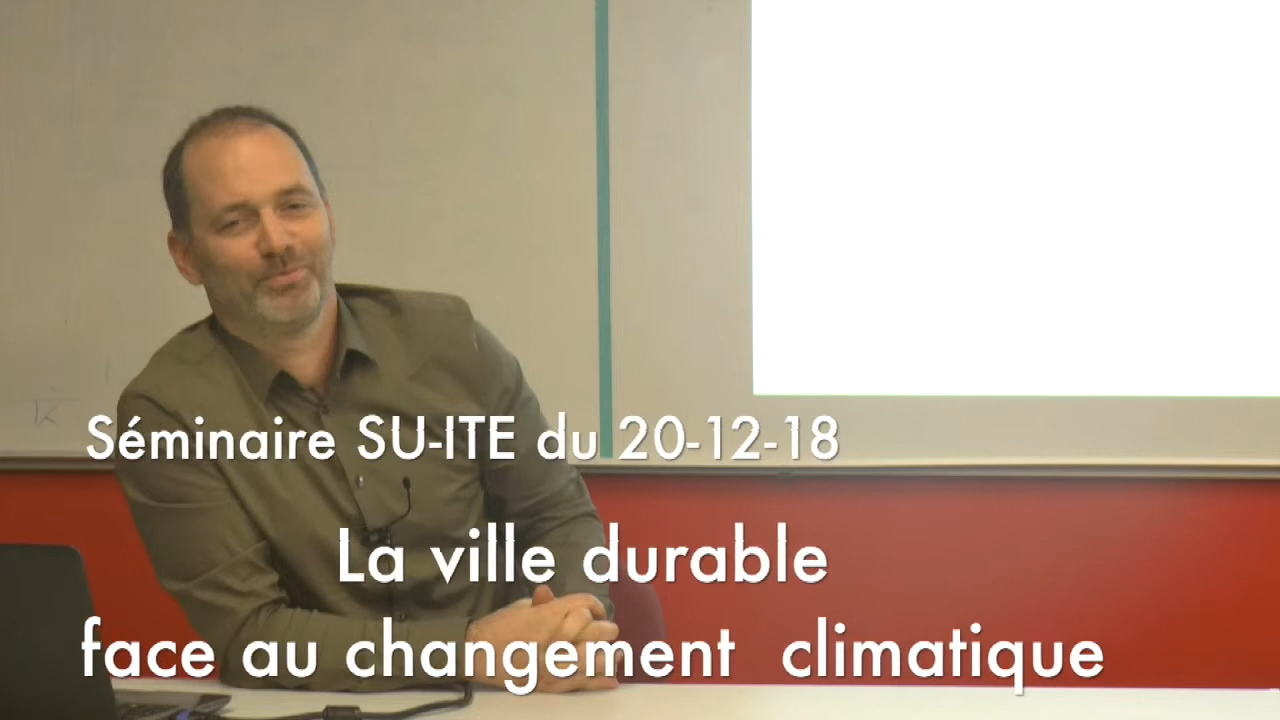 Séminaire SU-ITE du 20-12-18
La ville durable
face au changement climatique